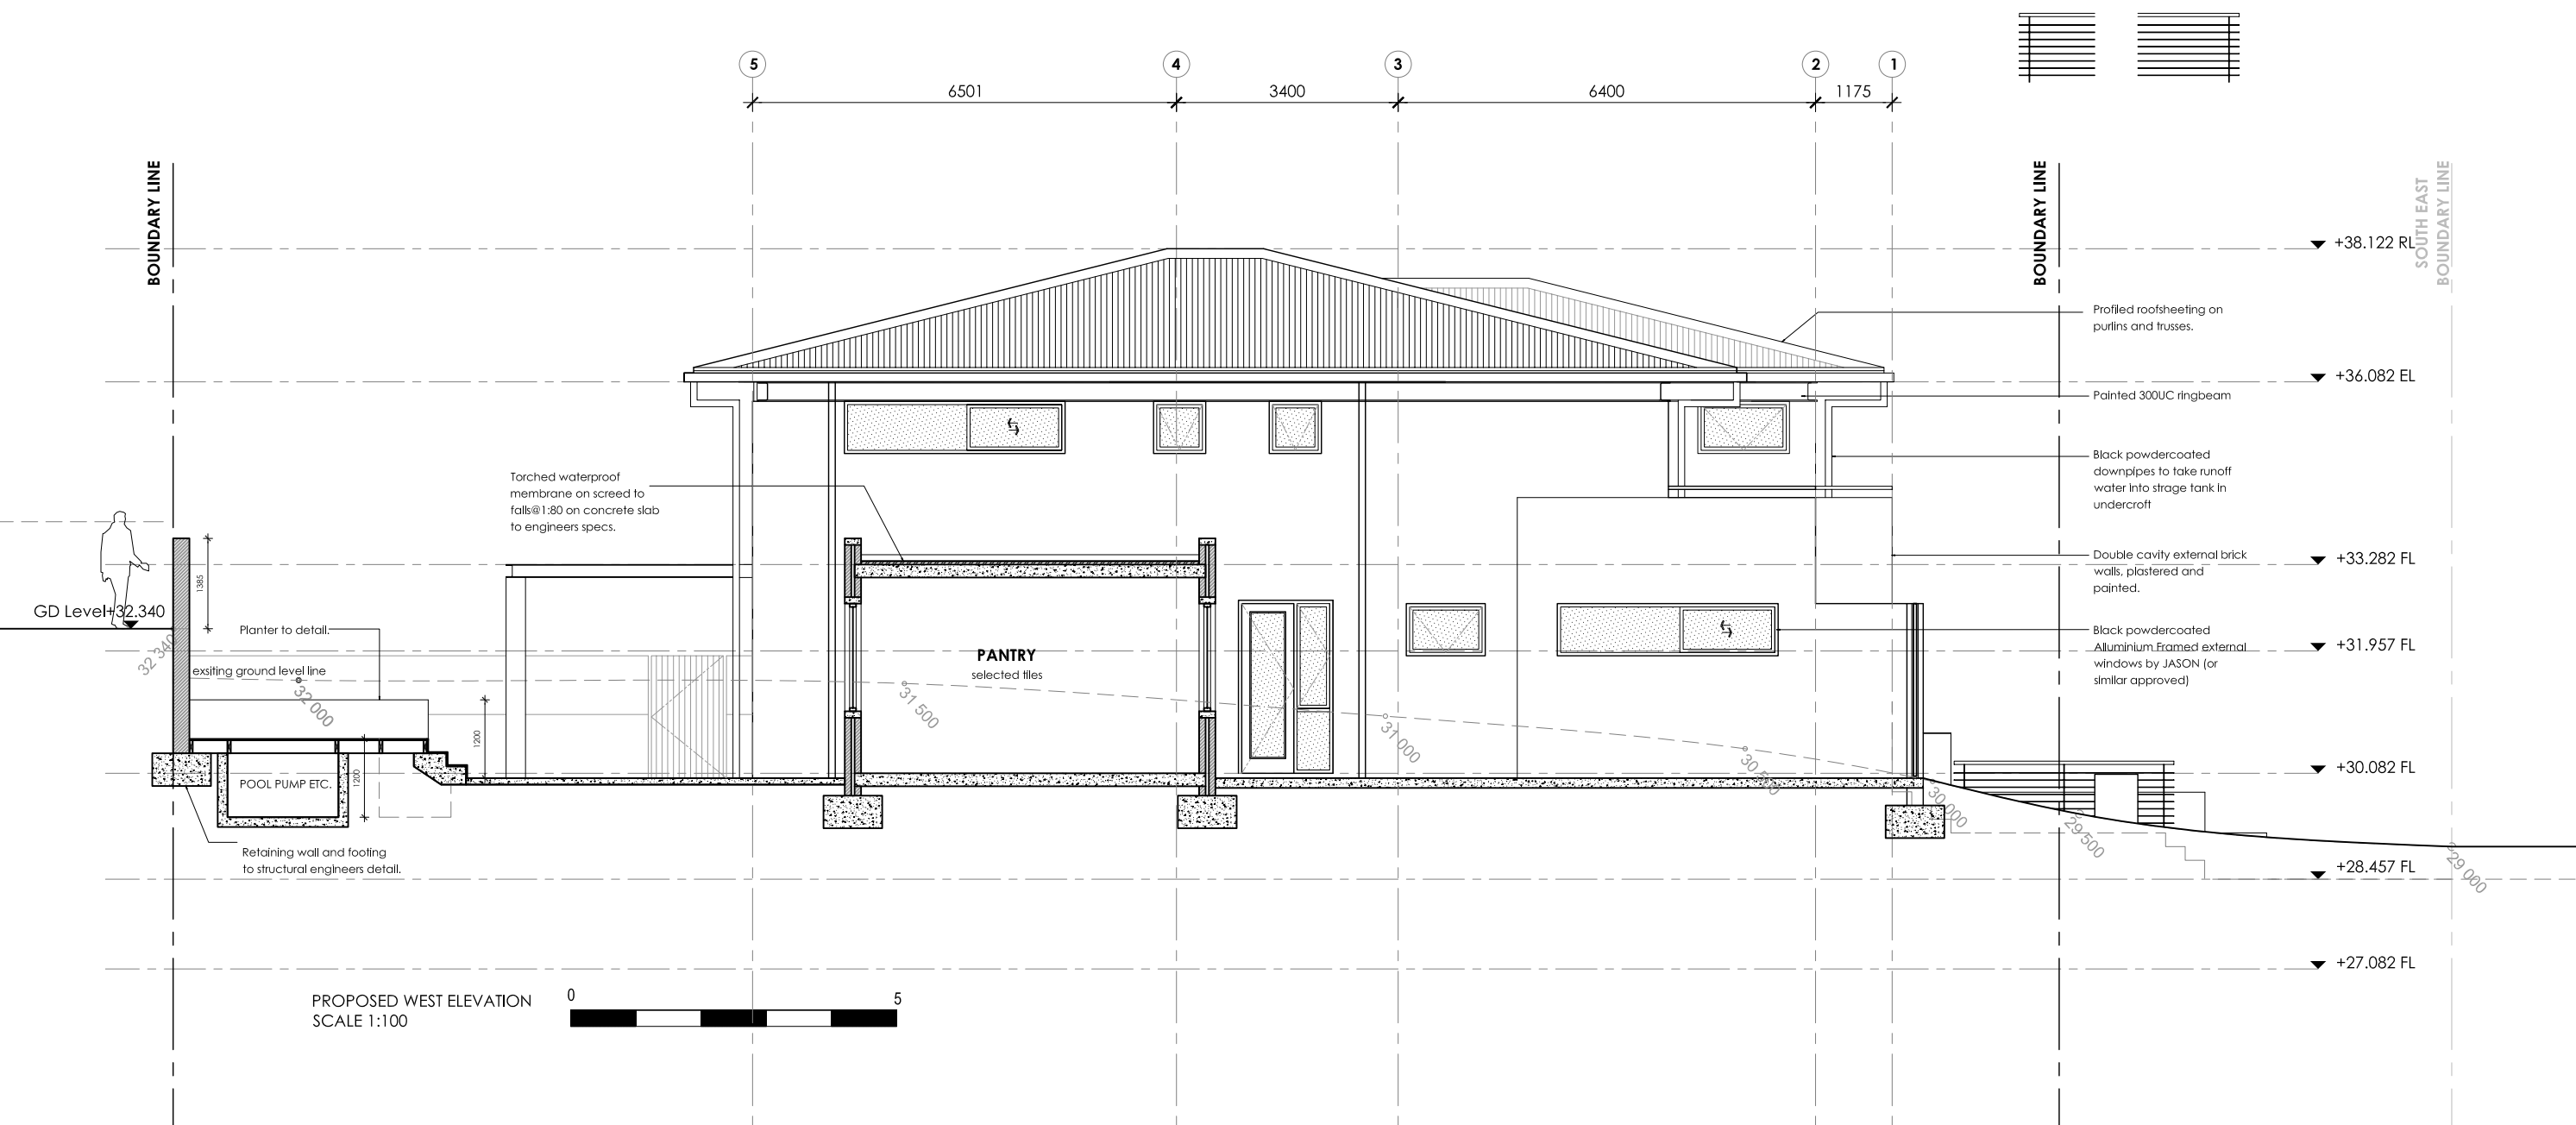 5
4
3
2
1
6501
3400
6400
1175
BOUNDARY LINE
BOUNDARY LINE
SOUTH EAST
BOUNDARY LINE
+38.122 RL
Profiled roofsheeting on
purlins and trusses.
+36.082 EL
Painted 300UC ringbeam
Black powdercoated
downpipes to take runoff
water into strage tank in
undercroft
Torched waterproof
membrane on screed to
falls@1:80 on concrete slab
to engineers specs.
Double cavity external brick
walls, plastered and
painted.
+33.282 FL
1385
GD Level+32.340
32 340
Planter to detail.
exsiting ground level line
32 000
PANTRY
selected tiles
31 500
31 000
Black powdercoated
Alluminium Framed external
windows by JASON (or
similar approved)
+31.957 FL
1200
1200
POOL PUMP ETC.
30 500
30 000
29 500
29 000
+30.082 FL
Retaining wall and footing
to structural engineers detail.
+28.457 FL
+27.082 FL
PROPOSED WEST ELEVATION
SCALE 1:100
0
5